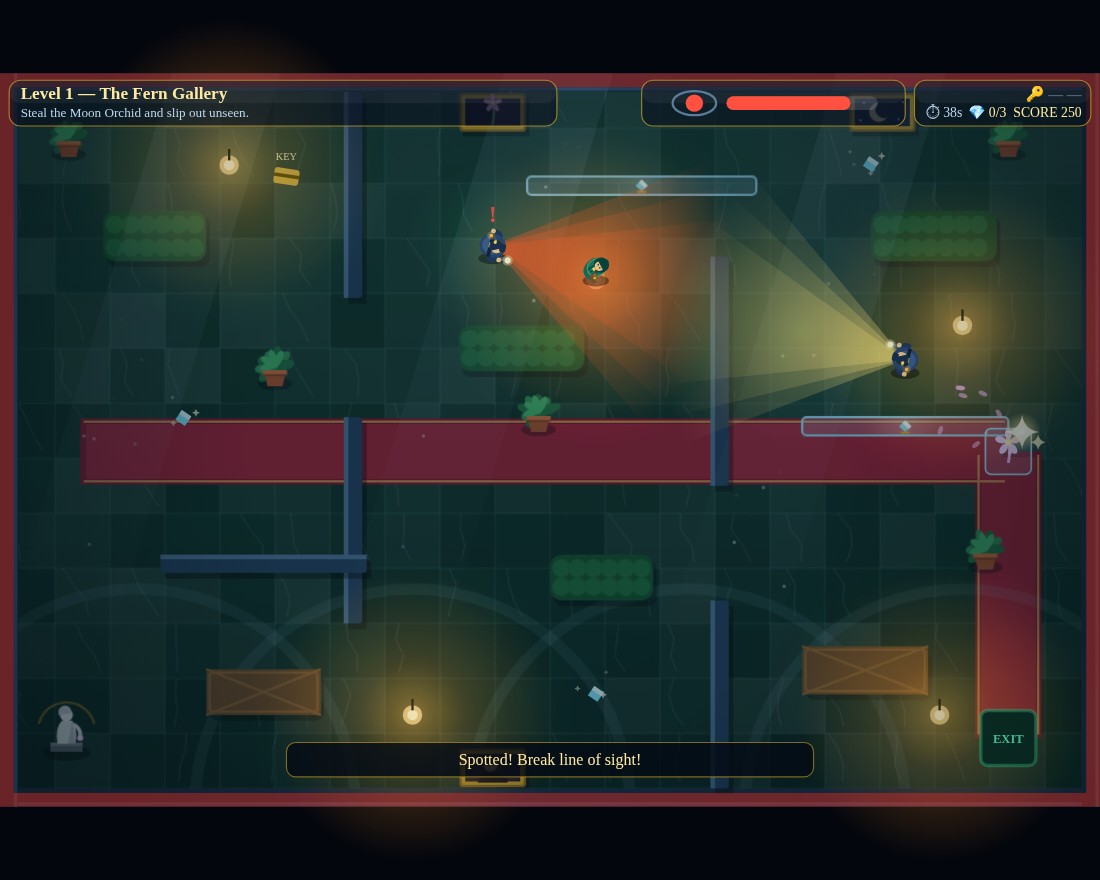 Level 1 — The Fern Gallery
Steal the Moon Orchid and slip out unseen.
🔑 — —
⏱ 38s 💎 0/3 SCORE 250
KEY
!
EXIT
Spotted! Break line of sight!